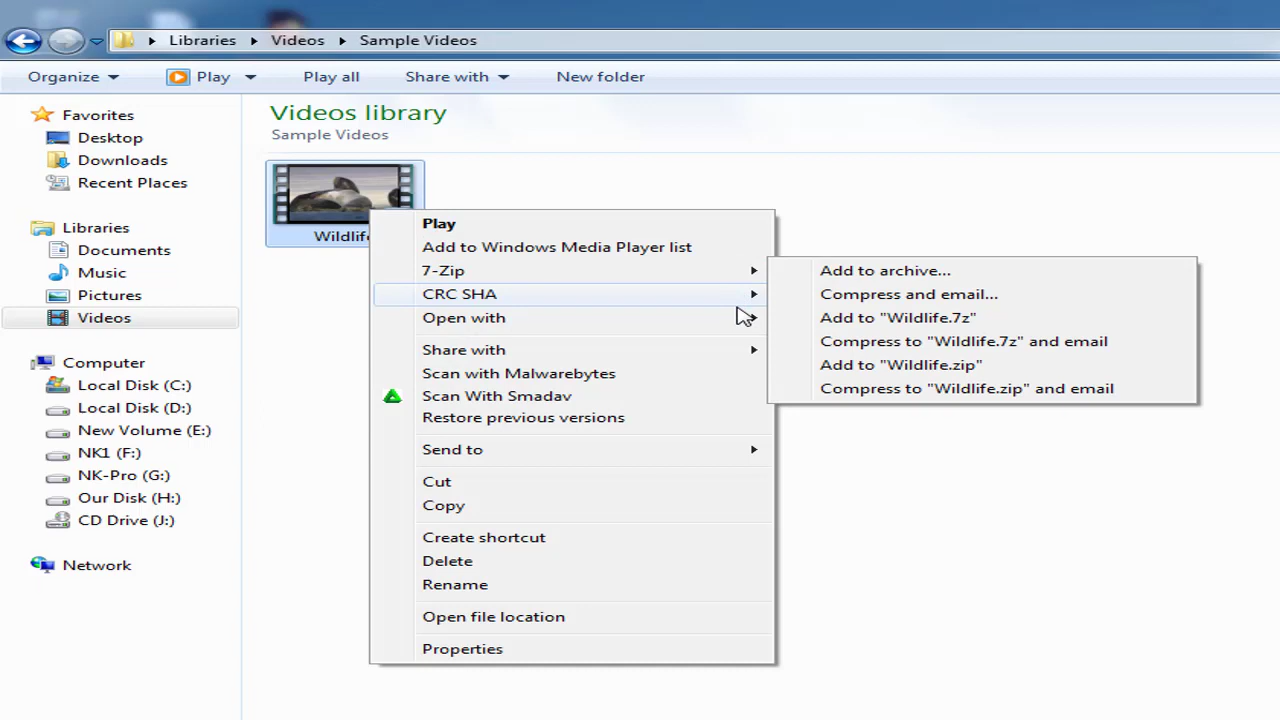 Libraries Videos Sample Videos
Organize Play Play all Share with New folder
Favorites
Desktop
Downloads
Recent Places
Libraries
Documents
Music
Pictures
Videos
Computer
Local Disk (C:)
Local Disk (D:)
New Volume (E:)
NK1 (F:)
NK-Pro (G:)
Our Disk (H:)
CD Drive (J:)
Network
Videos library
Sample Videos
Wildlife
Play
Add to Windows Media Player list
7-Zip
CRC SHA
Open with
Share with
Scan with Malwarebytes
Scan With Smadav
Restore previous versions
Send to
Cut
Copy
Create shortcut
Delete
Rename
Open file location
Properties
Add to archive...
Compress and email...
Add to "Wildlife.7z"
Compress to "Wildlife.7z" and email
Add to "Wildlife.zip"
Compress to "Wildlife.zip" and email